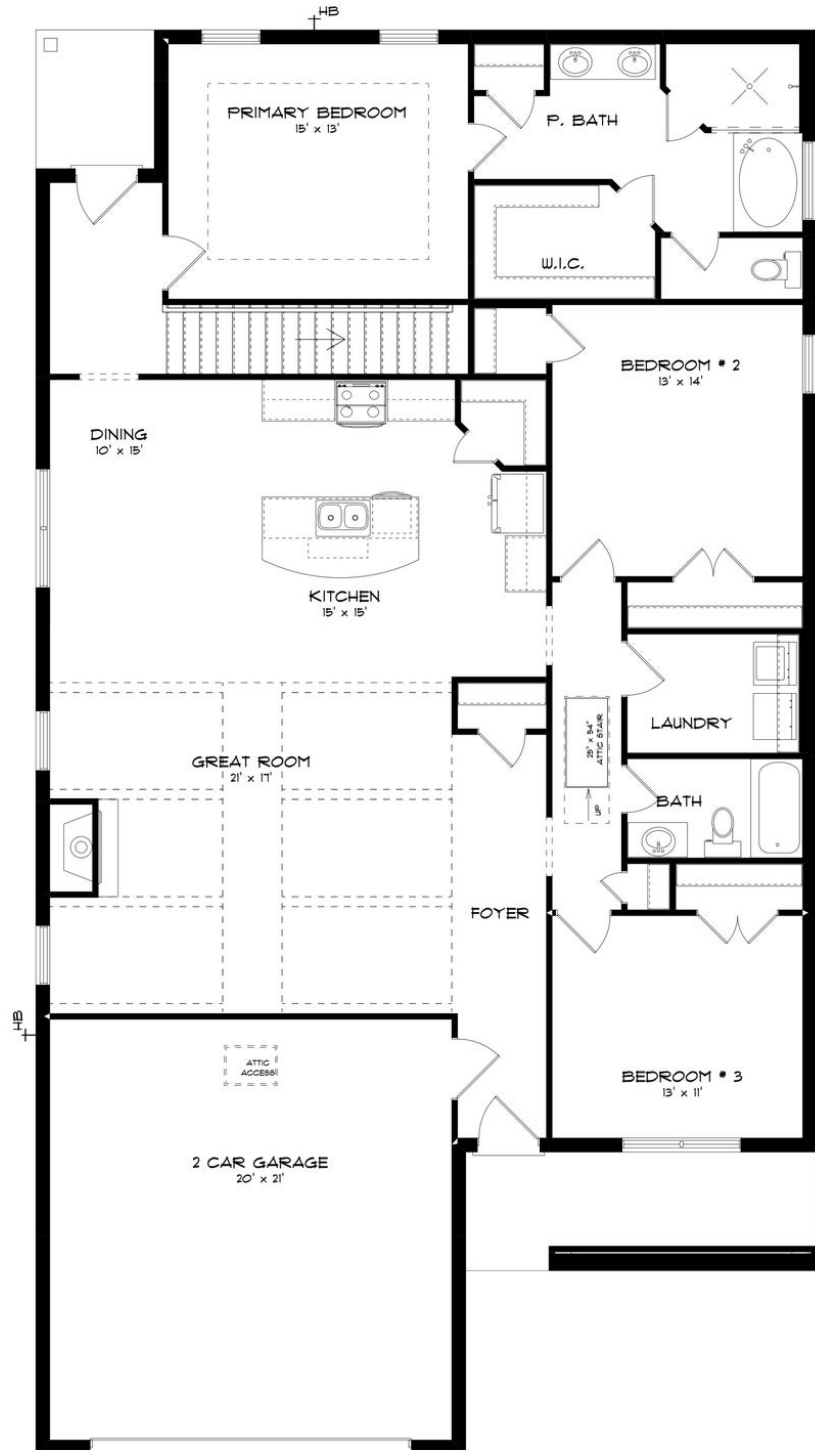 HB
PRIMARY BEDROOM
15' x 13'
P. BATH
W.I.C.
BEDROOM # 2
13' x 14'
DINING
10' x 15'
KITCHEN
15' x 15'
LAUNDRY
25" x 54"
ATTIC STAIR
UP
GREAT ROOM
21' x 17'
BATH
FOYER
HB
ATTIC
ACCESS
BEDROOM # 3
13' x 11'
2 CAR GARAGE
20' x 21'